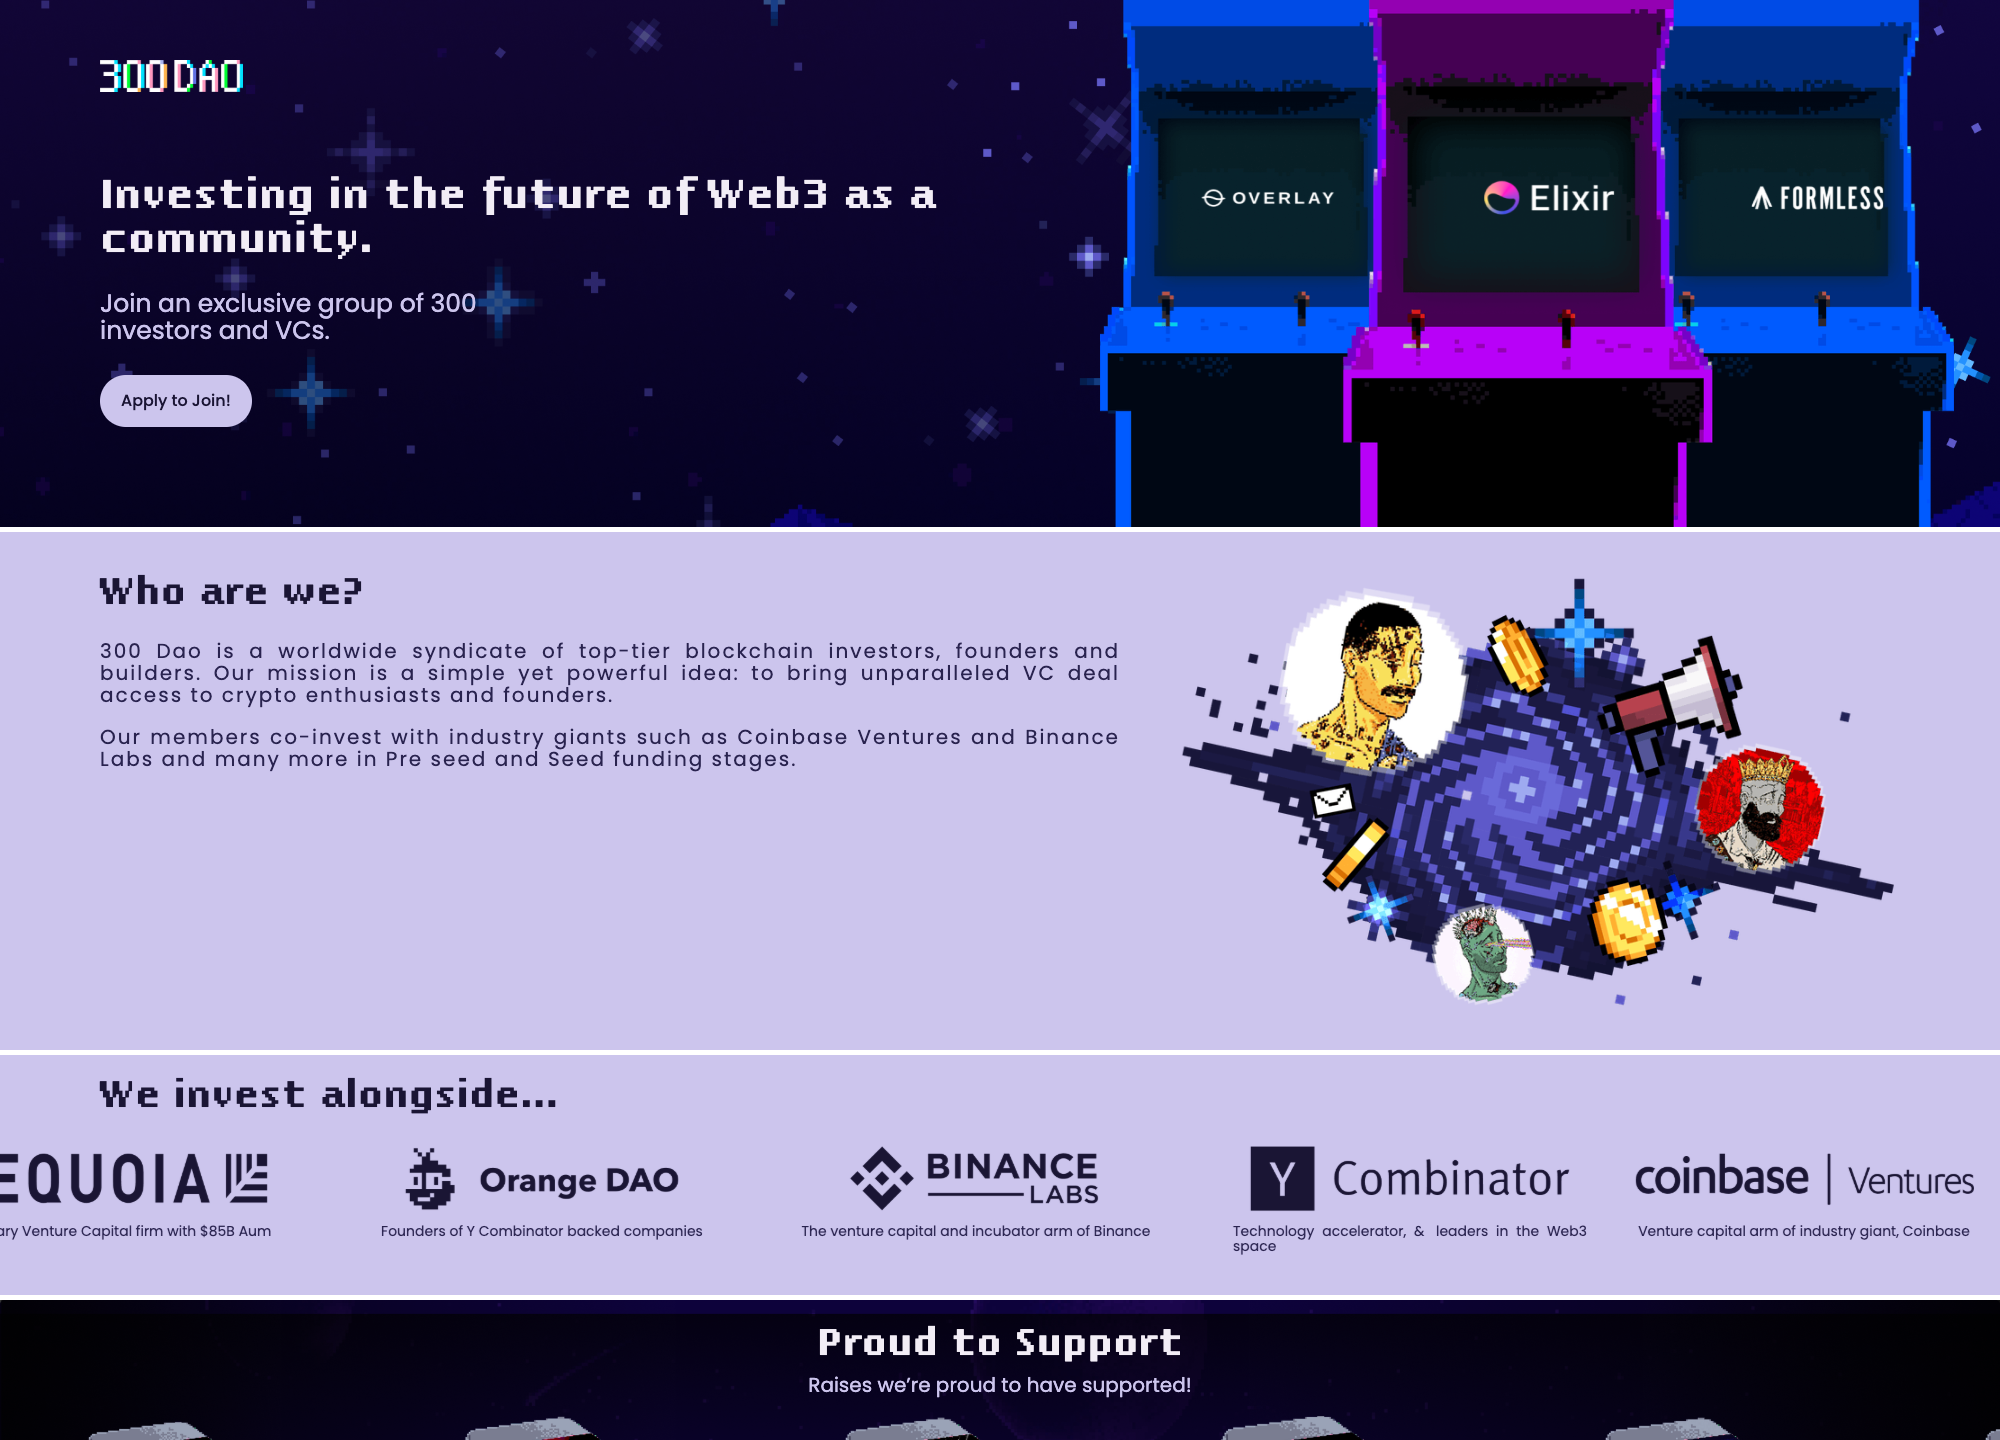 300 DAO
Investing in the future of Web3 as a
community.
Join an exclusive group of 300
investors and VCs.
Apply to Join!
OVERLAY
Elixir
FORMLESS
Who are we?
300 Dao is a worldwide syndicate of top-tier blockchain investors, founders and
builders. Our mission is a simple yet powerful idea: to bring unparalleled VC deal
access to crypto enthusiasts and founders.
Our members co-invest with industry giants such as Coinbase Ventures and Binance
Labs and many more in Pre seed and Seed funding stages.
We invest alongside...
EQUOIA
Orange DAO
BINANCE
LABS
Y Combinator
coinbase | Ventures
ary Venture Capital firm with $85B Aum
Founders of Y Combinator backed companies
The venture capital and incubator arm of Binance
Technology accelerator, & leaders in the Web3
space
Venture capital arm of industry giant, Coinbase
Proud to Support
Raises we're proud to have supported!